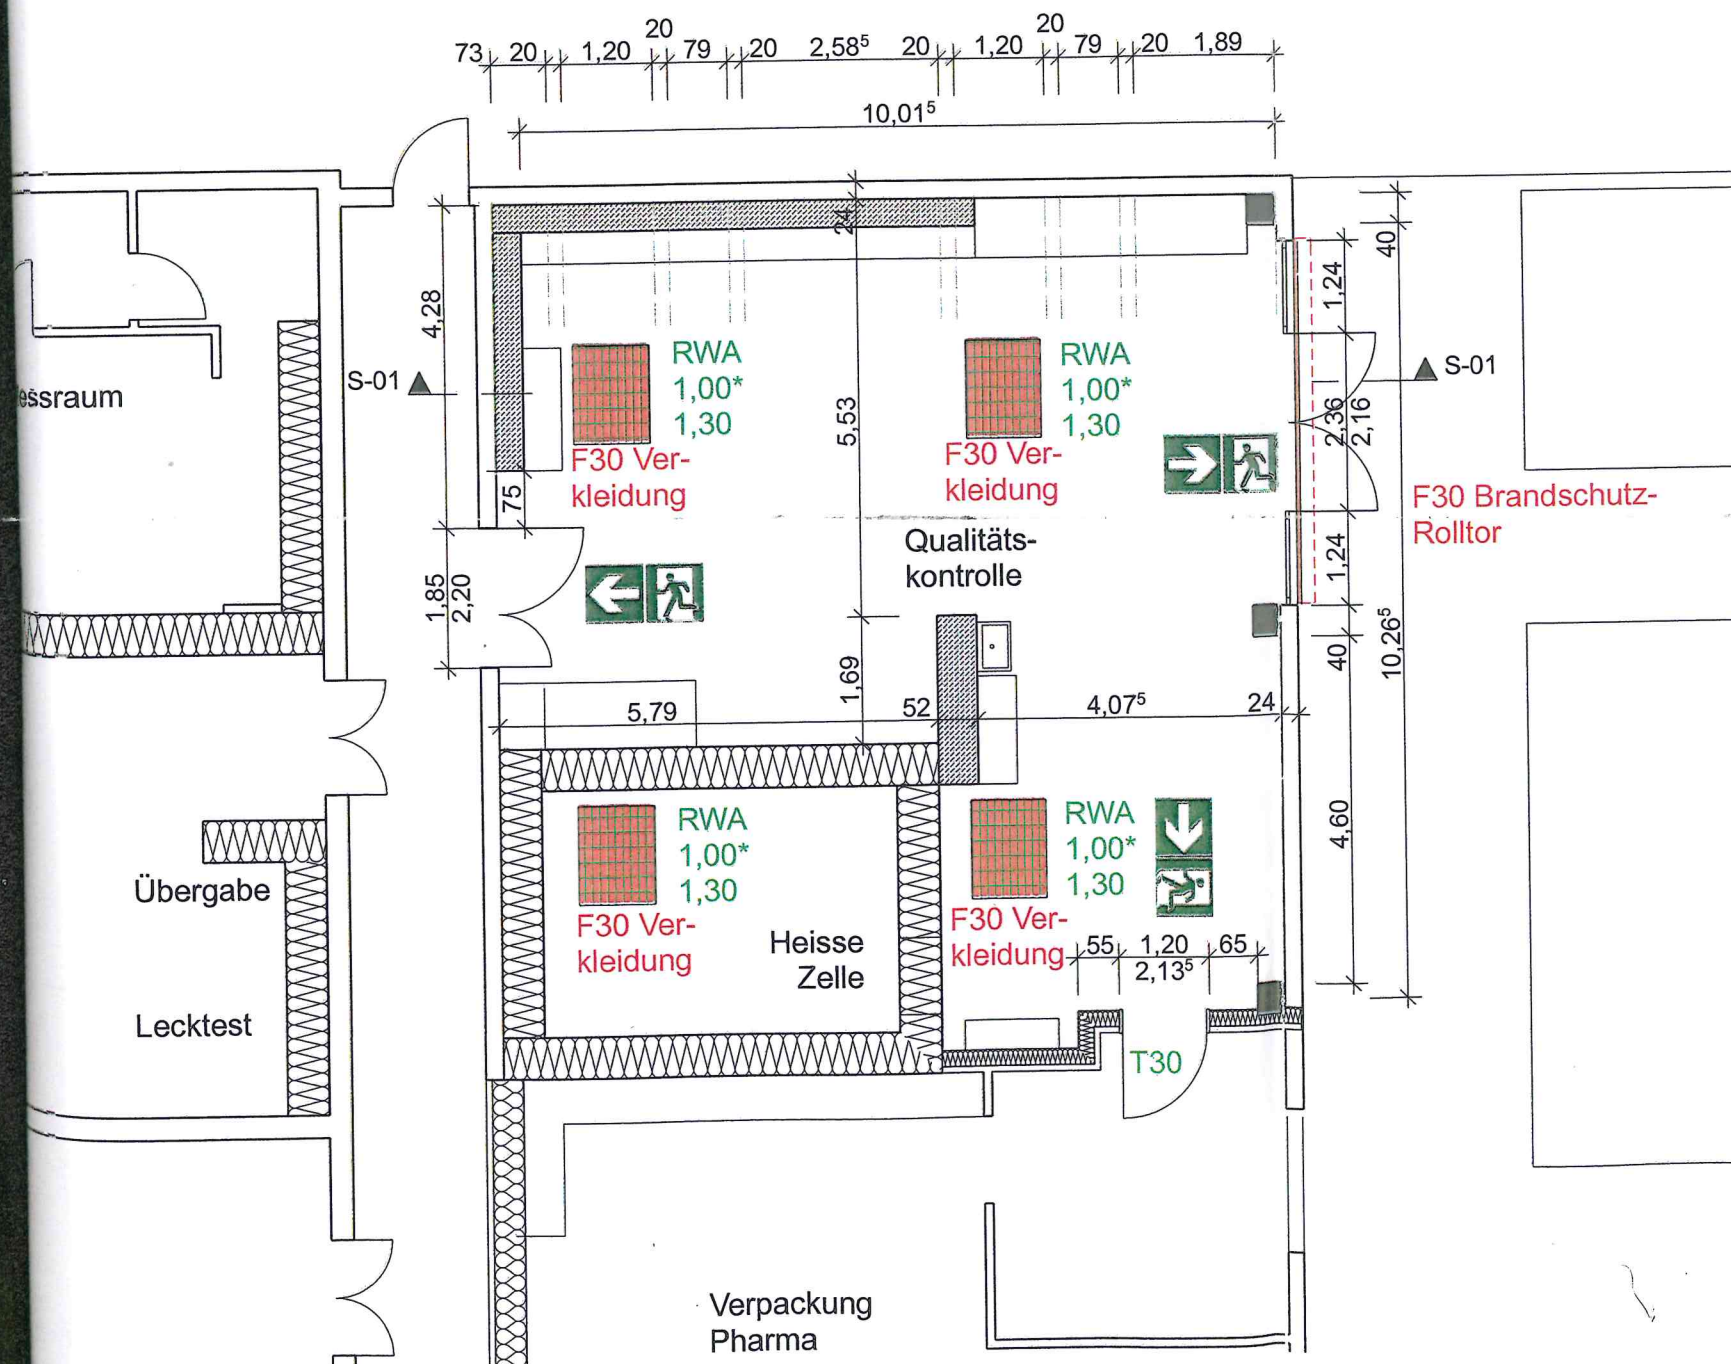 20
20
73 20 1,20 79 20 2,58⁵ 20 1,20 79 20 1,89
10,01⁵
24
40
1,24
4,28
S-01
S-01
RWA
1,00*
1,30
F30 Ver-
kleidung
RWA
1,00*
1,30
F30 Ver-
kleidung
5,53
2,36
2,16
75
F30 Brandschutz-
Rolltor
Qualitäts-
kontrolle
1,24
1,85
2,20
10,26⁵
40
1,69
5,79
52
4,07⁵
24
4,60
RWA
1,00*
1,30
F30 Ver-
kleidung
Heisse
Zelle
RWA
1,00*
1,30
F30 Ver-
kleidung
55 1,20 65
2,13⁵
T30
Übergabe
Lecktest
Verpackung
Pharma